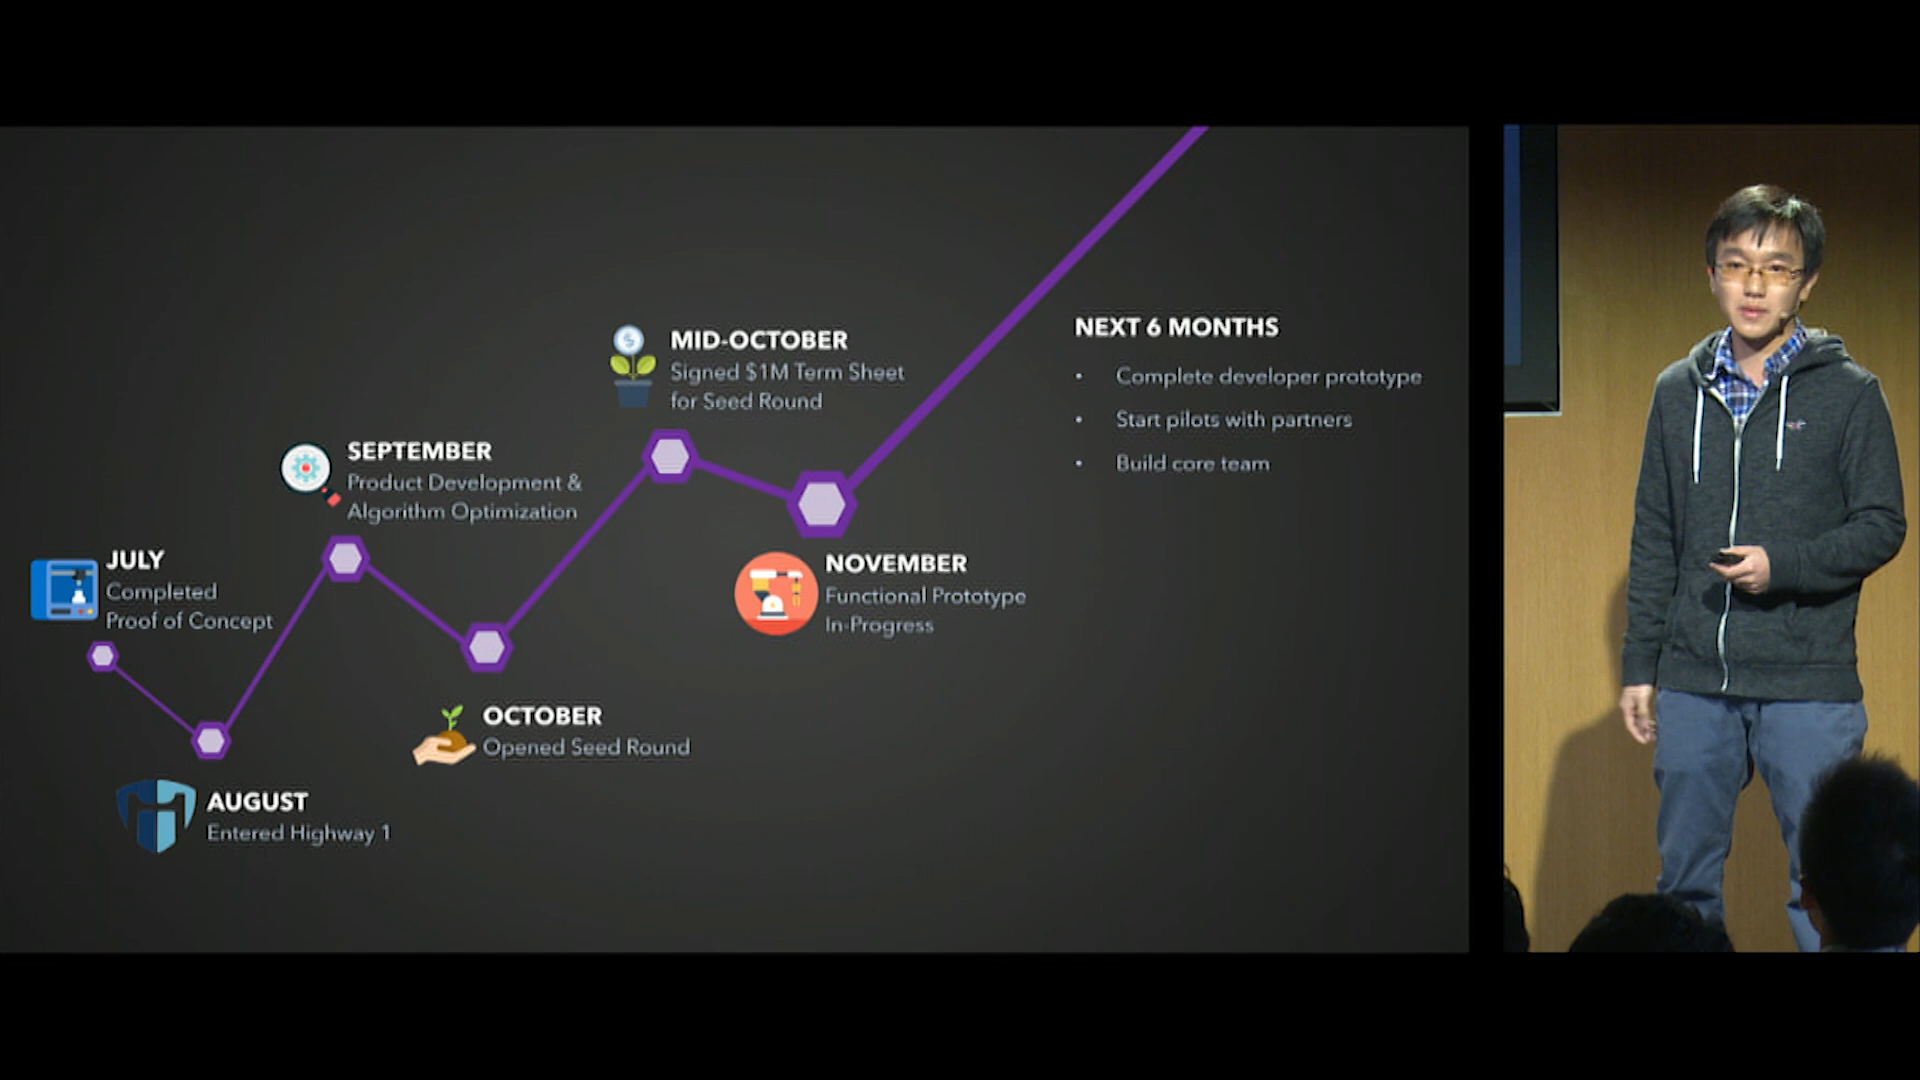 JULY
Completed
Proof of Concept
AUGUST
Entered Highway 1
SEPTEMBER
Product Development &
Algorithm Optimization
OCTOBER
Opened Seed Round
MID-OCTOBER
Signed $1M Term Sheet
for Seed Round
NOVEMBER
Functional Prototype
In-Progress
NEXT 6 MONTHS
• Complete developer prototype
• Start pilots with partners
• Build core team